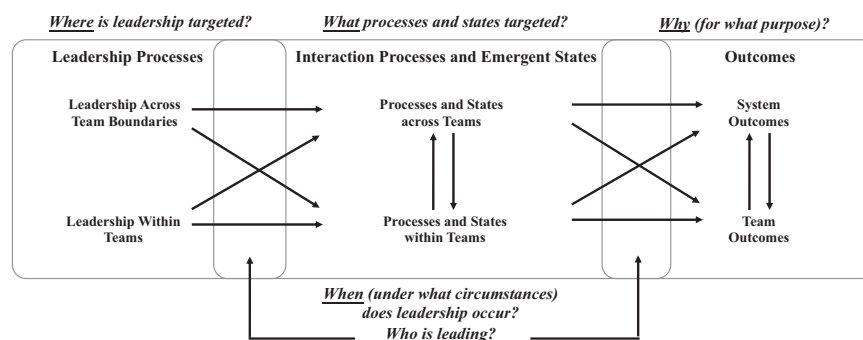 Where is leadership targeted?
What processes and states targeted?
Why (for what purpose)?
Leadership Processes
Interaction Processes and Emergent States
Outcomes
Leadership Across
Team Boundaries
Processes and States
across Teams
System
Outcomes
Leadership Within
Teams
Processes and States
within Teams
Team
Outcomes
When (under what circumstances)
does leadership occur?
Who is leading?